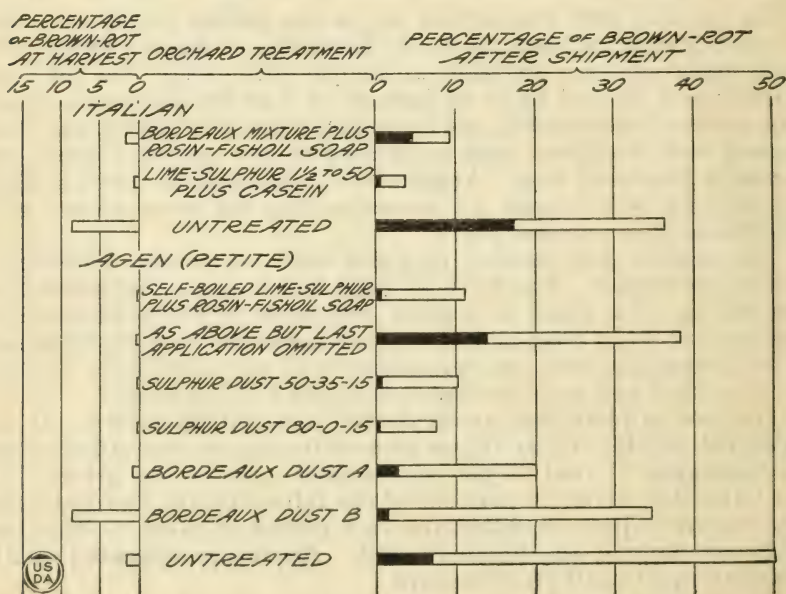 PERCENTAGE
OF BROWN-ROT
AT HARVEST
ORCHARD TREATMENT
PERCENTAGE OF BROWN-ROT
AFTER SHIPMENT
15 10 5 0
0 10 20 30 40 50
ITALIAN
BORDEAUX MIXTURE PLUS
ROSIN-FISHOIL SOAP
LIME-SULPHUR 1½ TO 50
PLUS CASEIN
UNTREATED
AGEN (PETITE)
SELF-BOILED LIME-SULPHUR
PLUS ROSIN-FISHOIL SOAP
AS ABOVE BUT LAST
APPLICATION OMITTED
SULPHUR DUST 50-35-15
SULPHUR DUST 80-0-15
BORDEAUX DUST A
BORDEAUX DUST B
UNTREATED
US
DA